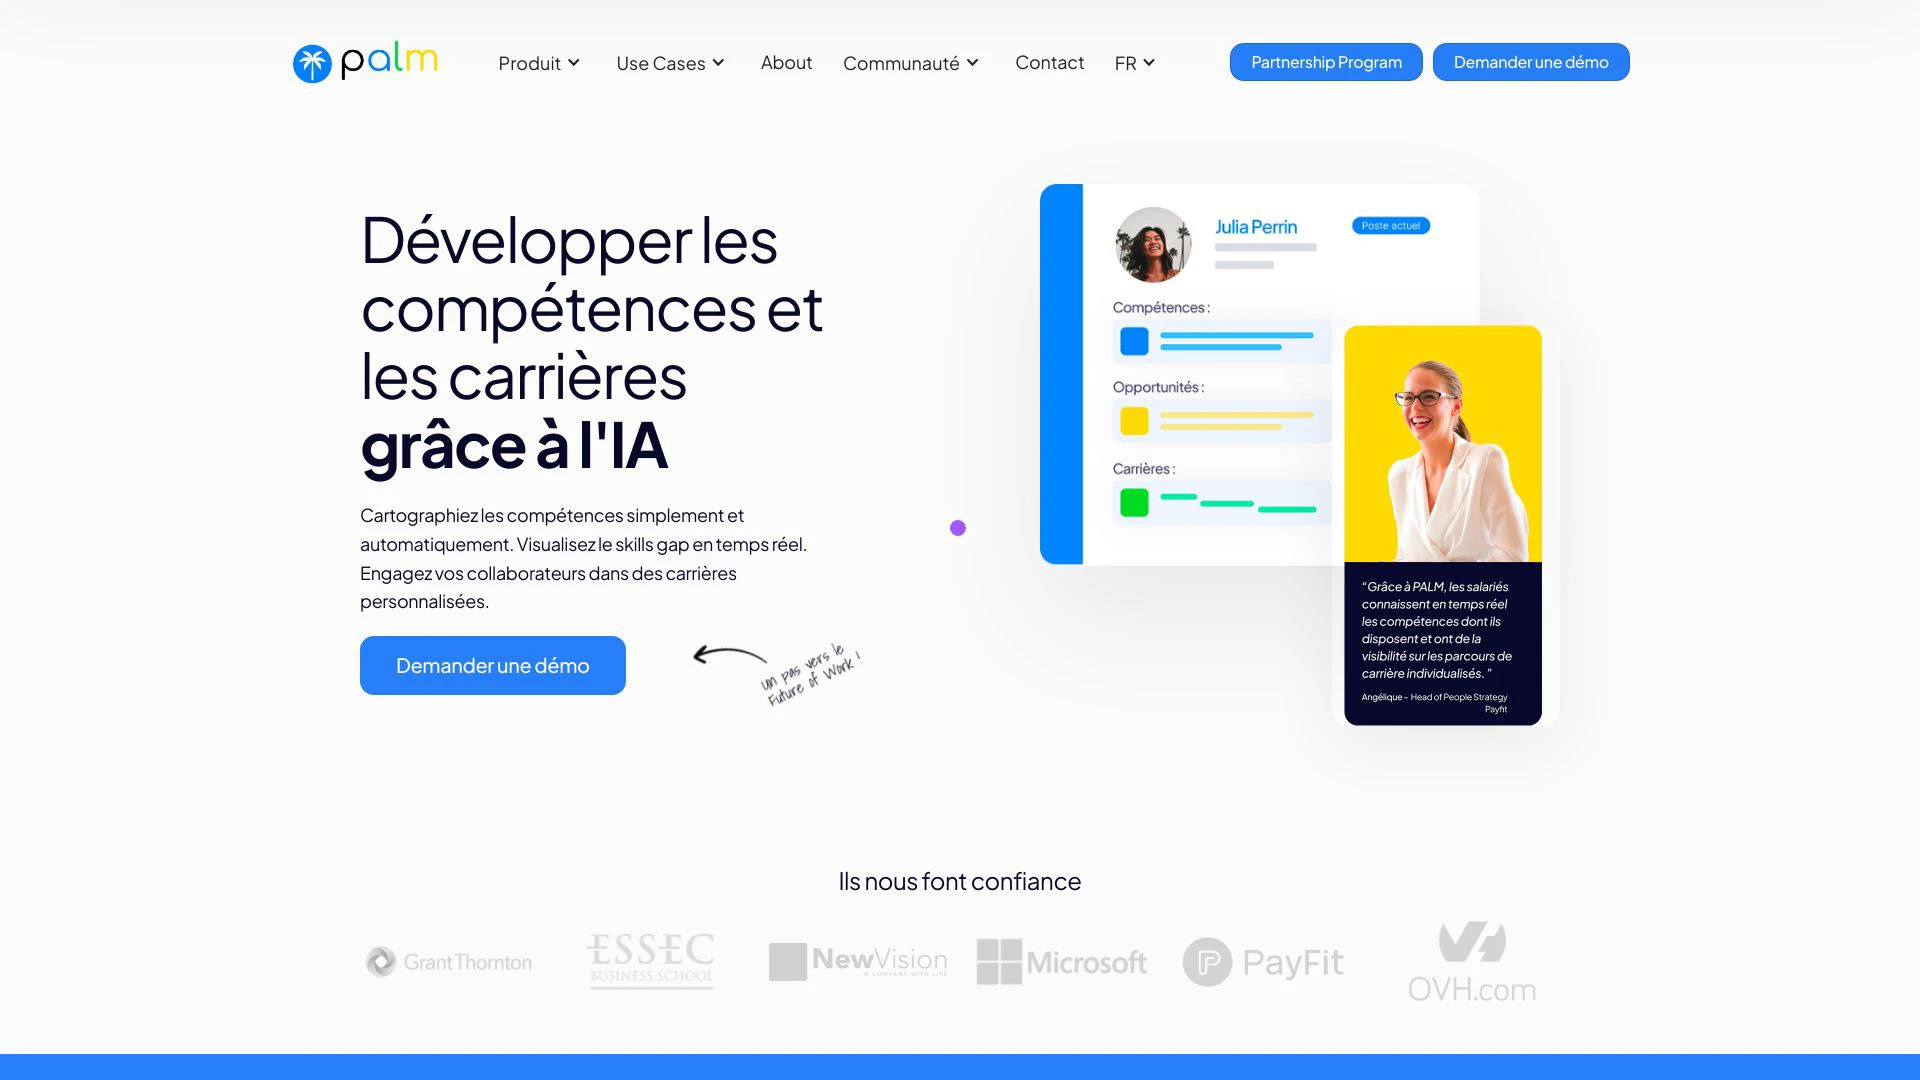 palm
Produit
Use Cases
About
Communauté
Contact
FR
Partnership Program
Demander une démo
Développer les
compétences et
les carrières
grâce à l'IA
Cartographiez les compétences simplement et
automatiquement. Visualisez le skills gap en temps réel.
Engagez vos collaborateurs dans des carrières
personnalisées.
Demander une démo
un pas vers le
Future of Work !
Julia Perrin
Poste actuel
Compétences :
Opportunités :
Carrières :
“Grâce à PALM, les salariés
connaissent en temps réel
les compétences dont ils
disposent et ont de la
visibilité sur les parcours de
carrière individualisés. ”
Angélique - Head of People Strategy
Payfit
Ils nous font confiance
Grant Thornton
ESSEC
BUSINESS SCHOOL
NewVision
A COMPANY WITH LIFE
Microsoft
PayFit
OVH.com